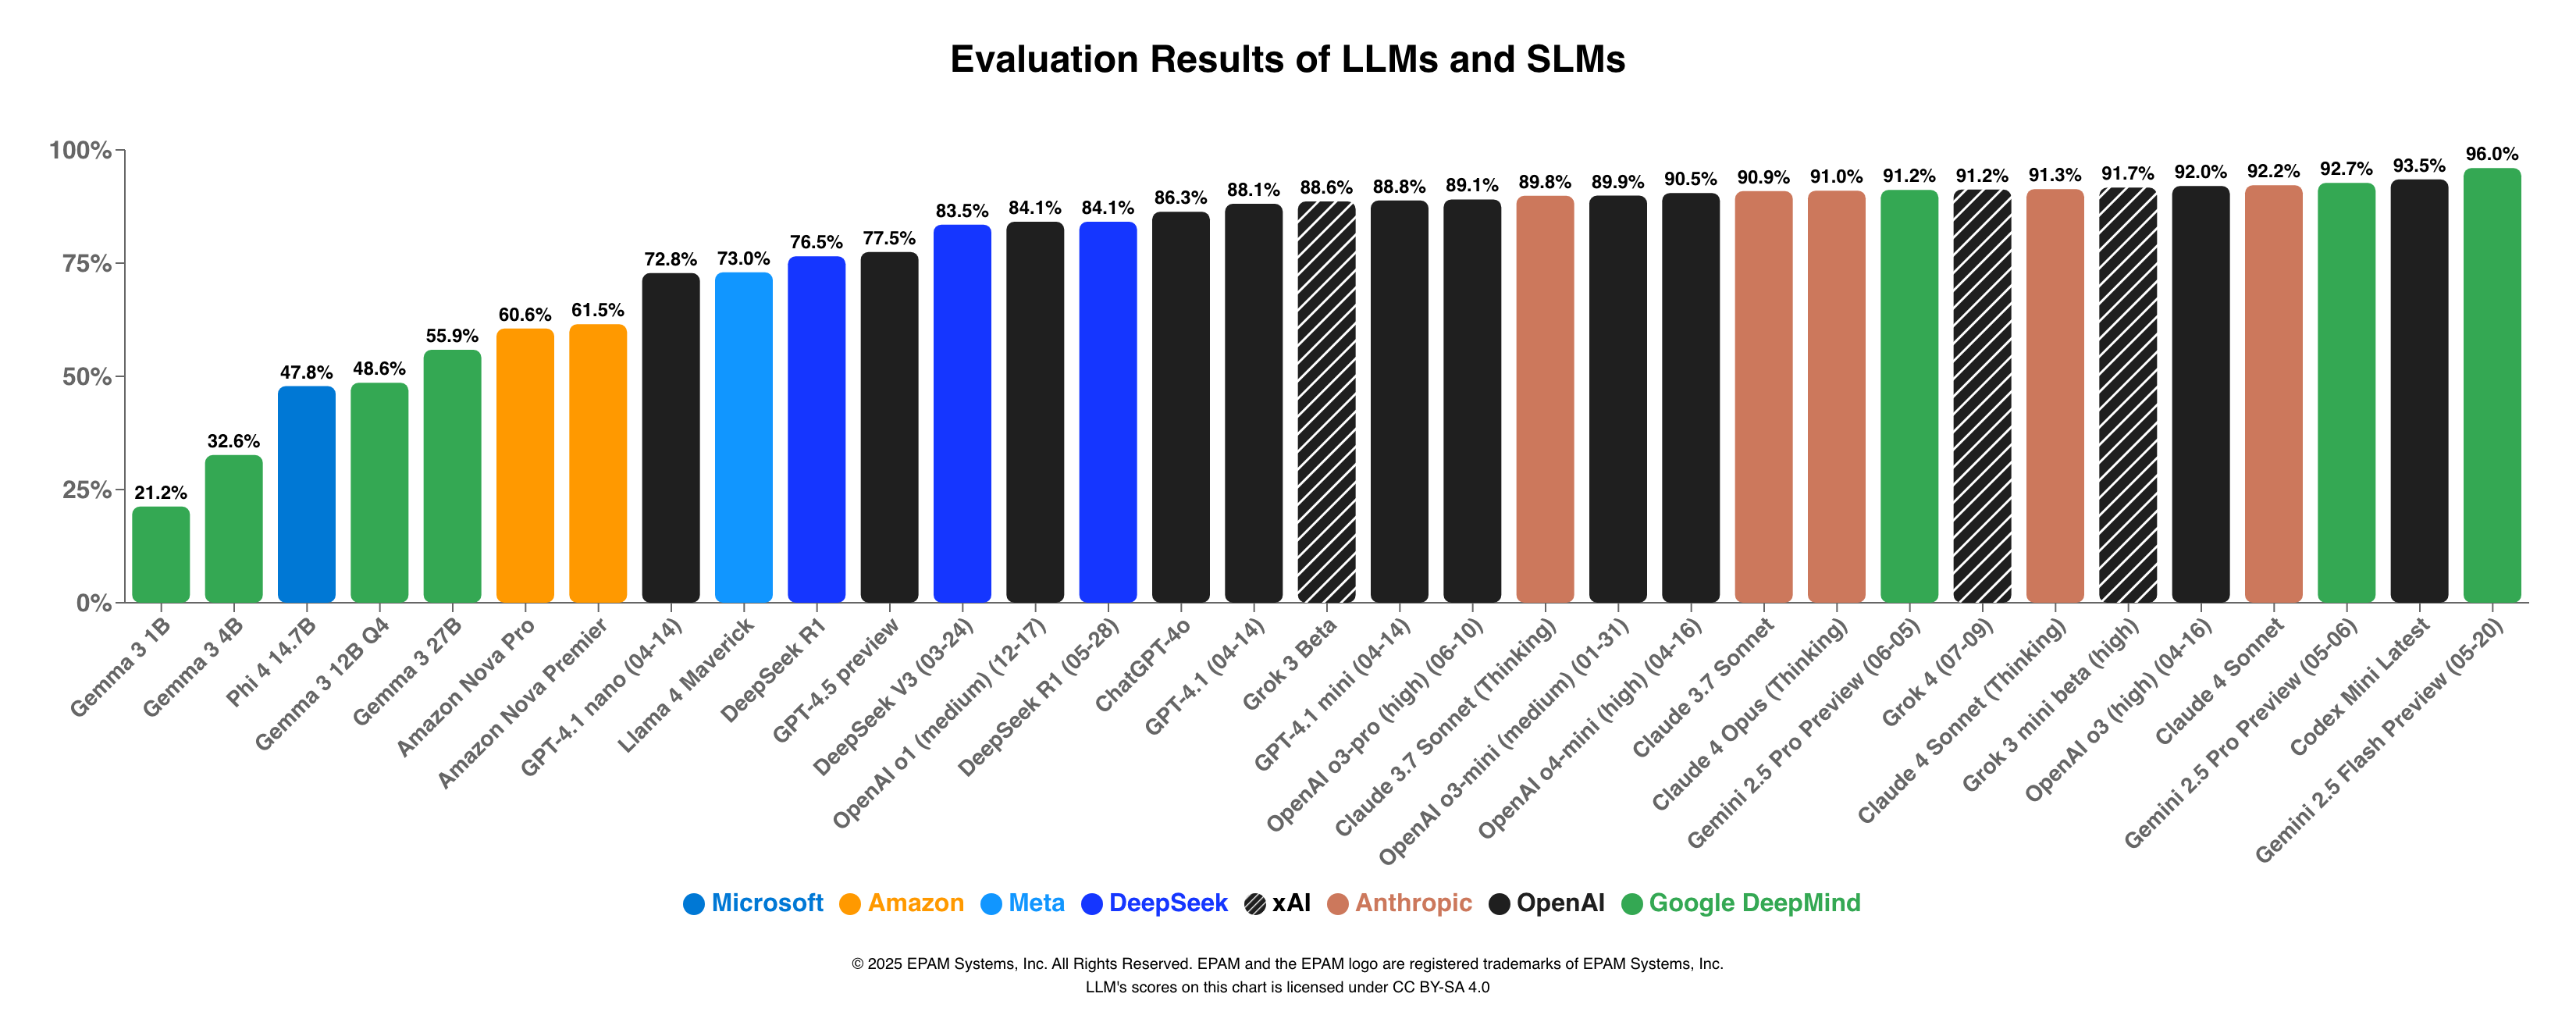 Evaluation Results of LLMs and SLMs
100%
75%
50%
25%
0%
21.2%
32.6%
47.8%
48.6%
55.9%
60.6%
61.5%
72.8%
73.0%
76.5%
77.5%
83.5%
84.1%
84.1%
86.3%
88.1%
88.6%
88.8%
89.1%
89.8%
89.9%
90.5%
90.9%
91.0%
91.2%
91.2%
91.3%
91.7%
92.0%
92.2%
92.7%
93.5%
96.0%
Gemma 3 1B
Gemma 3 4B
Phi 4 14.7B
Gemma 3 12B Q4
Gemma 3 27B
Amazon Nova Pro
Amazon Nova Premier
GPT-4.1 nano (04-14)
Llama 4 Maverick
DeepSeek R1
GPT-4.5 preview
DeepSeek V3 (03-24)
OpenAI o1 (medium) (12-17)
DeepSeek R1 (05-28)
ChatGPT-4o
GPT-4.1 (04-14)
Grok 3 Beta
GPT-4.1 mini (04-14)
OpenAI o3-pro (high) (06-10)
Claude 3.7 Sonnet (Thinking)
OpenAI o3-mini (medium) (01-31)
OpenAI o4-mini (high) (04-16)
Claude 3.7 Sonnet
Claude 4 Opus (Thinking)
Gemini 2.5 Pro Preview (06-05)
Grok 4 (07-09)
Claude 4 Sonnet (Thinking)
Grok 3 mini beta (high)
OpenAI o3 (high) (04-16)
Claude 4 Sonnet
Gemini 2.5 Pro Preview (05-06)
Codex Mini Latest
Gemini 2.5 Flash Preview (05-20)
Microsoft Amazon Meta DeepSeek xAI Anthropic OpenAI Google DeepMind
© 2025 EPAM Systems, Inc. All Rights Reserved. EPAM and the EPAM logo are registered trademarks of EPAM Systems, Inc.
LLM's scores on this chart is licensed under CC BY-SA 4.0